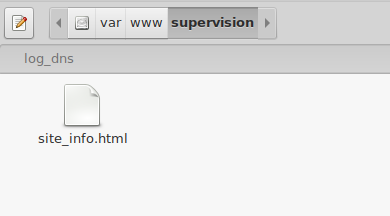 var www supervision
log_dns
site_info.html